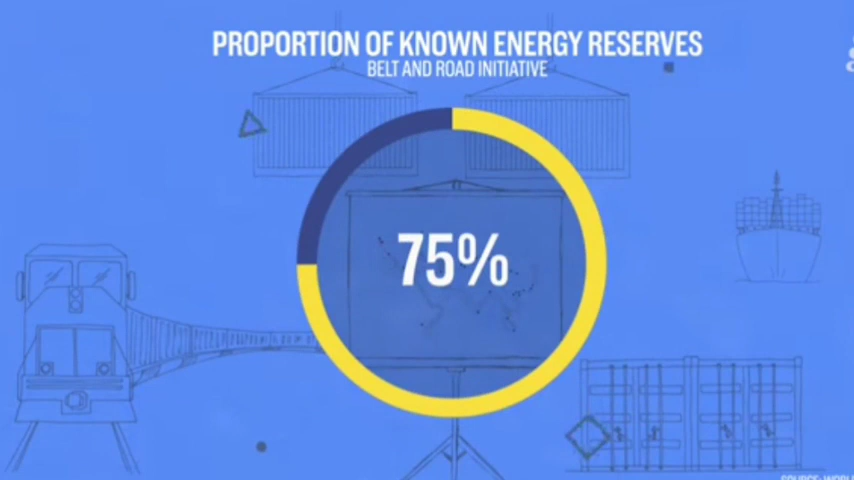 PROPORTION OF KNOWN ENERGY RESERVES
BELT AND ROAD INITIATIVE
75%